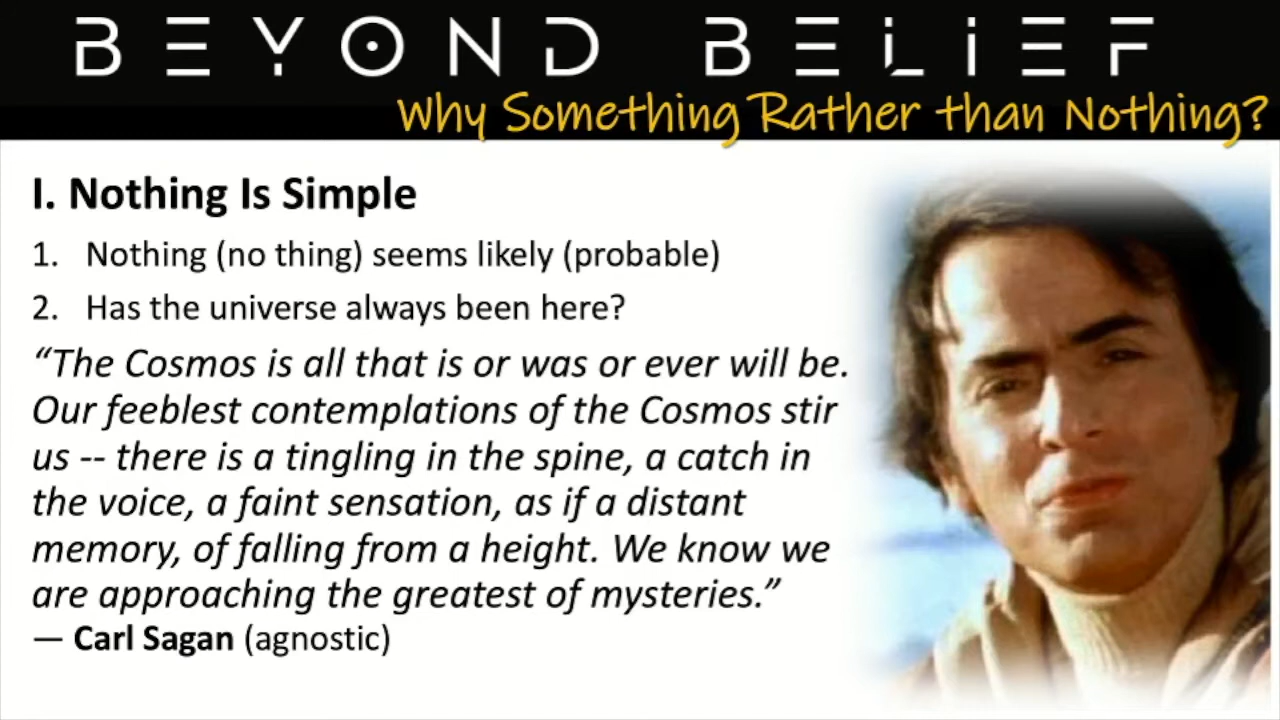 BEYOND BELiEF
Why Something Rather than Nothing?
I. Nothing Is Simple
1. Nothing (no thing) seems likely (probable)
2. Has the universe always been here?
“The Cosmos is all that is or was or ever will be.
Our feeblest contemplations of the Cosmos stir
us -- there is a tingling in the spine, a catch in
the voice, a faint sensation, as if a distant
memory, of falling from a height. We know we
are approaching the greatest of mysteries.”
— Carl Sagan (agnostic)